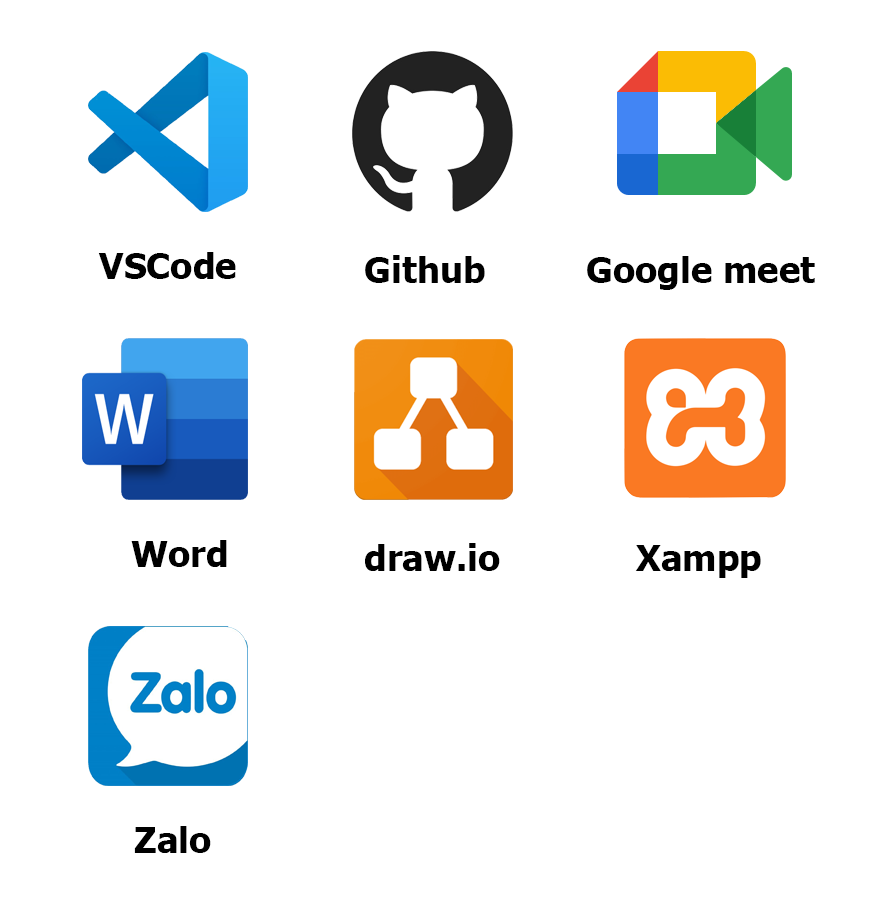 VSCode
Github
Google meet
W
Word
draw.io
Xampp
Zalo
Zalo